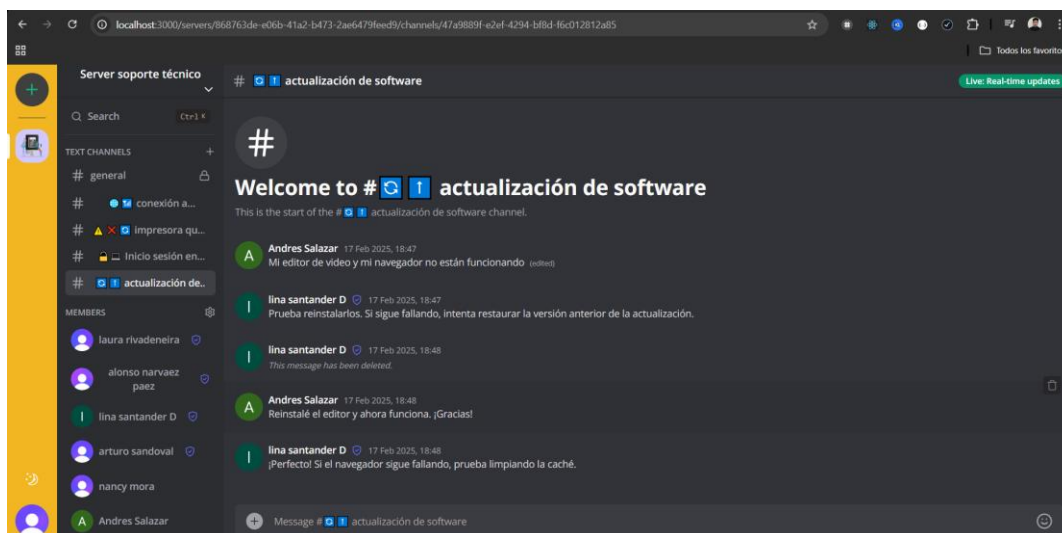 localhost:3000/servers/868763de-e06b-41a2-b473-2ae6479feed9/channels/47a9889f-e2ef-4294-bf8d-f6c012812a85
Todos los favorito
Server soporte técnico
# actualización de software
Live: Real-time updates
Search
Ctrl K
TEXT CHANNELS +
# general
# conexión a...
# impresora qu...
# Inicio sesión en...
# actualización de..
MEMBERS
laura rivadeneira
alonso narvaez
paez
I lina santander D
arturo sandoval
nancy mora
A Andres Salazar
#
Welcome to # actualización de software
This is the start of the # actualización de software channel.
A Andres Salazar 17 Feb 2025, 18:47
Mi editor de video y mi navegador no están funcionando (edited)
I lina santander D 17 Feb 2025, 18:47
Prueba reinstalarlos. Si sigue fallando, intenta restaurar la versión anterior de la actualización.
I lina santander D 17 Feb 2025, 18:48
This message has been deleted.
A Andres Salazar 17 Feb 2025, 18:48
Reinstalé el editor y ahora funciona. ¡Gracias!
I lina santander D 17 Feb 2025, 18:48
¡Perfecto! Si el navegador sigue fallando, prueba limpiando la caché.
Message # actualización de software